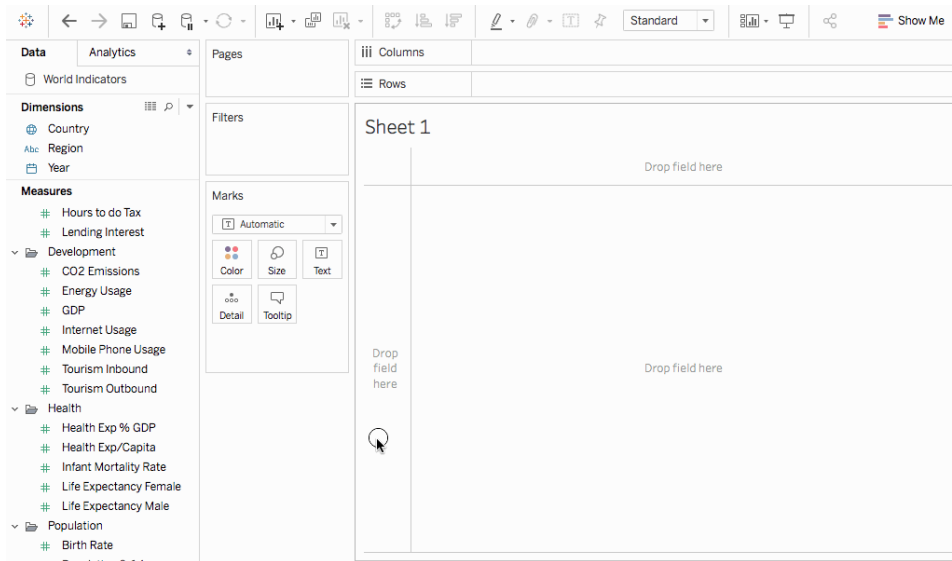 Standard
Show Me
Data
Analytics
World Indicators
Dimensions
Abc
Country
Region
Year
Measures
Hours to do Tax
Lending Interest
Development
CO2 Emissions
Energy Usage
GDP
Internet Usage
Mobile Phone Usage
Tourism Inbound
Tourism Outbound
Health
Health Exp % GDP
Health Exp/Capita
Infant Mortality Rate
Life Expectancy Female
Life Expectancy Male
Population
Birth Rate
Pages
Filters
Marks
T Automatic
Color Size Text
Detail Tooltip
iii Columns
Rows
Sheet 1
Drop field here
Drop
field
here
Drop field here